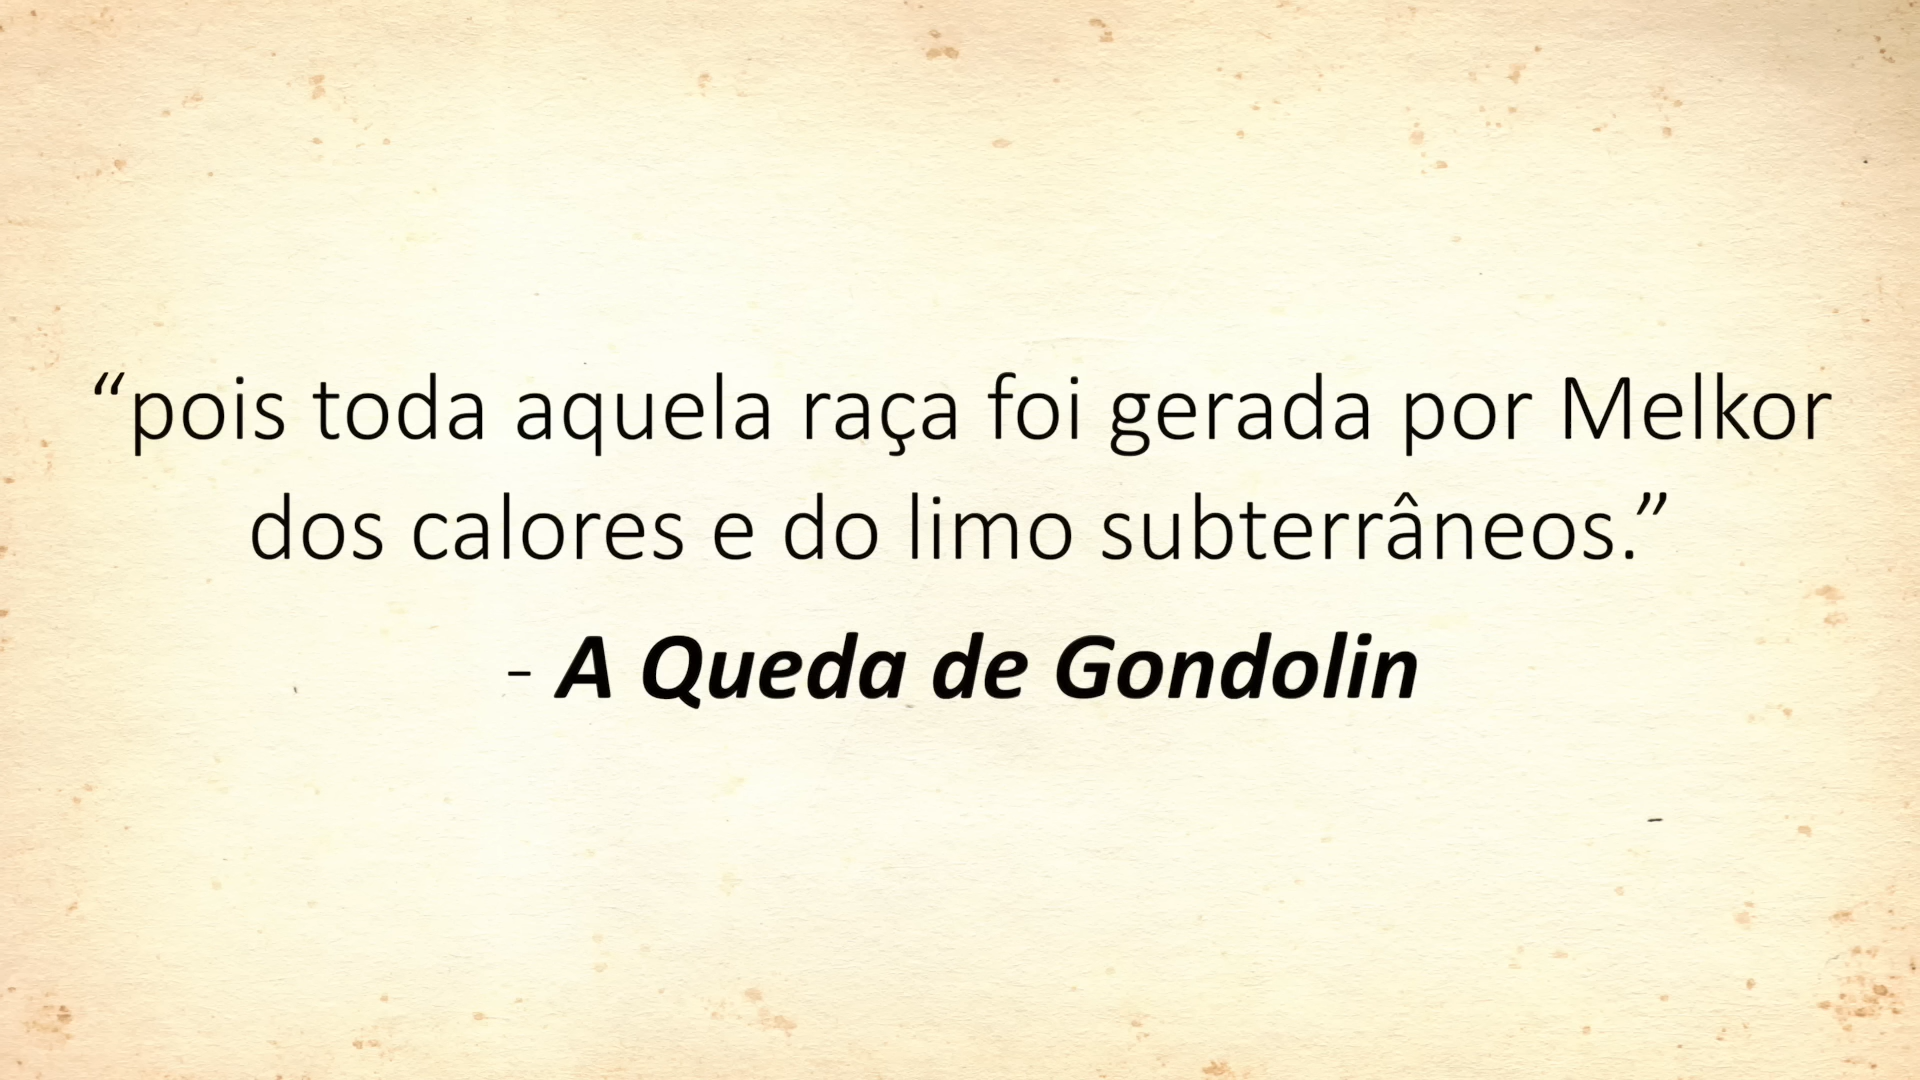 “pois toda aquela raça foi gerada por Melkor
dos calores e do limo subterrâneos.”
- A Queda de Gondolin